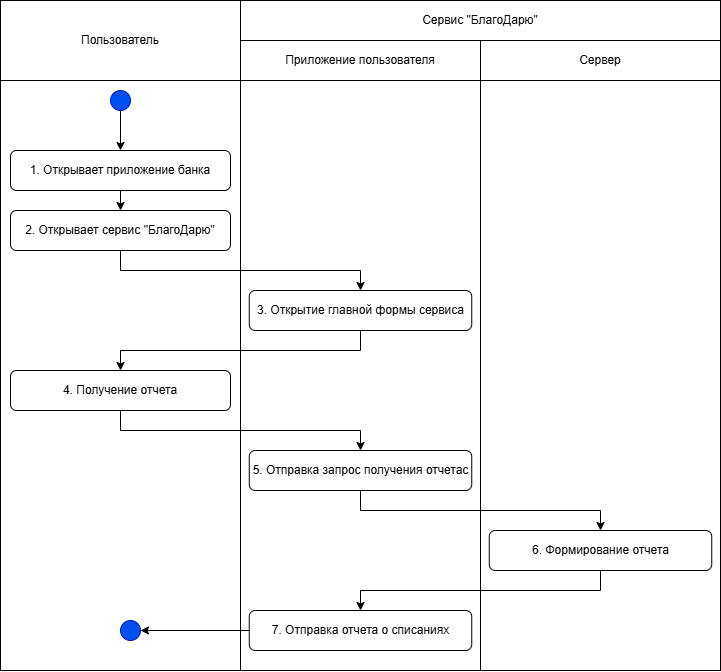 Пользователь
Сервис "БлагоДарю"
Приложение пользователя
Сервер
1. Открывает приложение банка
2. Открывает сервис "БлагоДарю"
3. Открытие главной формы сервиса
4. Получение отчета
5. Отправка запрос получения отчетас
6. Формирование отчета
7. Отправка отчета о списаниях